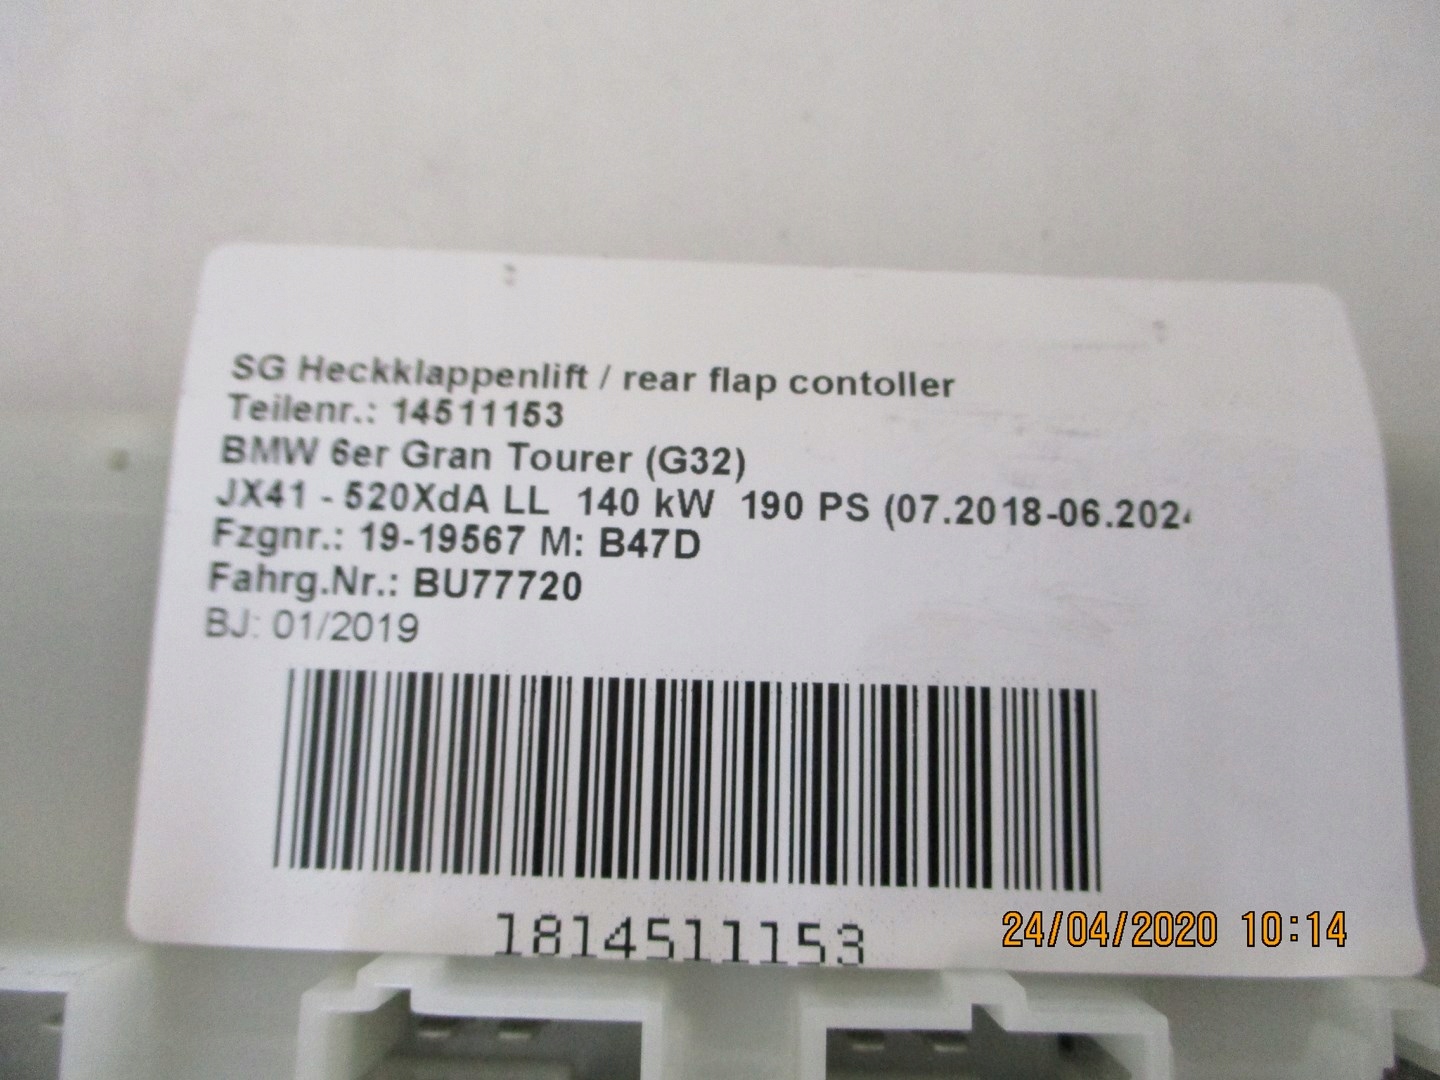 SG Heckklappenlift / rear flap contoller
Teilenr.: 14511153
BMW 6er Gran Tourer (G32)
JX41 - 520XdA LL 140 kW 190 PS (07.2018-06.202
Fzgnr.: 19-19567 M: B47D
Fahrg.Nr.: BU77720
BJ: 01/2019
1814511153
24/04/2020 10:14